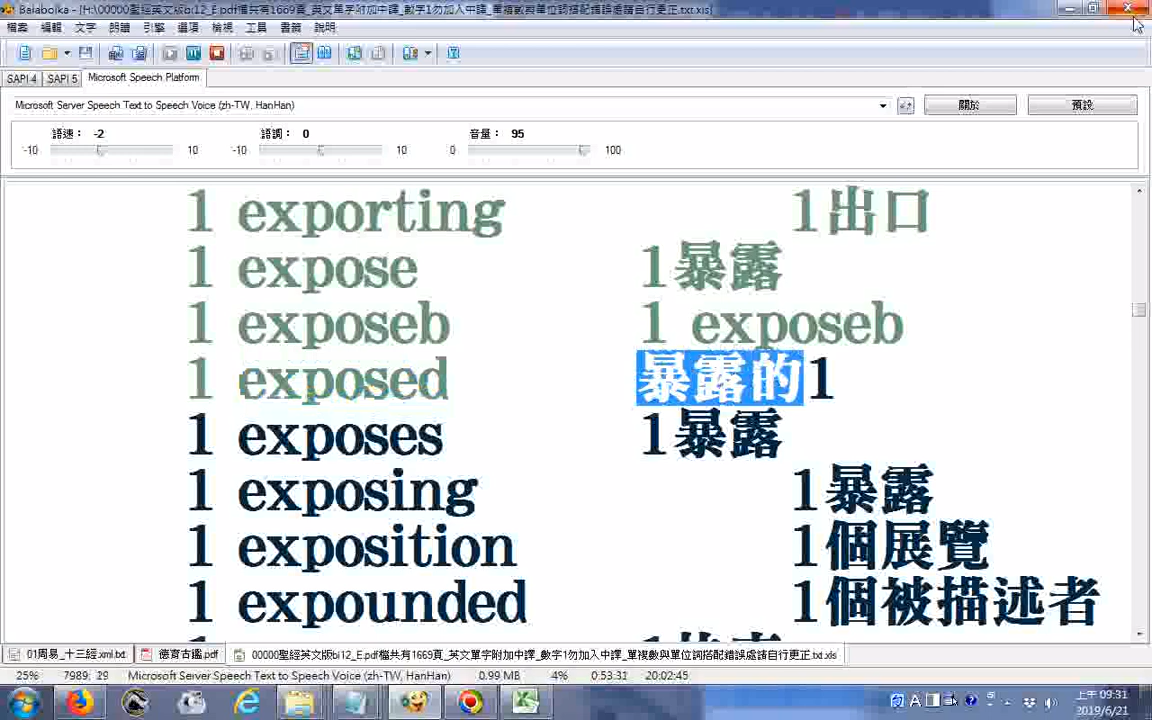 Balabolka - [H:\00000聖經英文版bi12_E.pdf檔共有1669頁_英文單字附加中譯_數字1勿加入中譯_單複數與單位詞搭配錯誤處請自行更正.txt.xls]
檔案 編輯 文字 朗讀 引擎 選項 檢視 工具 書籤 說明
SAPI 4 SAPI 5 Microsoft Speech Platform
Microsoft Server Speech Text to Speech Voice (zh-TW, HanHan) 關於 預設
語速： -2 語調： 0 音量： 95
-10 10 -10 10 0 100
1 exporting 1出口
1 expose 1暴露
1 exposeb 1 exposeb
1 exposed 暴露的1
1 exposes 1暴露
1 exposing 1暴露
1 exposition 1個展覽
1 expounded 1個被描述者
01周易_十三經.xml.txt 德育古鑑.pdf 00000聖經英文版bi12_E.pdf檔共有1669頁_英文單字附加中譯_數字1勿加入中譯_單複數與單位詞搭配錯誤處請自行更正.txt.xls
25% 7989: 29 Microsoft Server Speech Text to Speech Voice (zh-TW, HanHan) 0.99 MB 4% 0:53:31 20:02:45
上午 09:31
2019/6/21